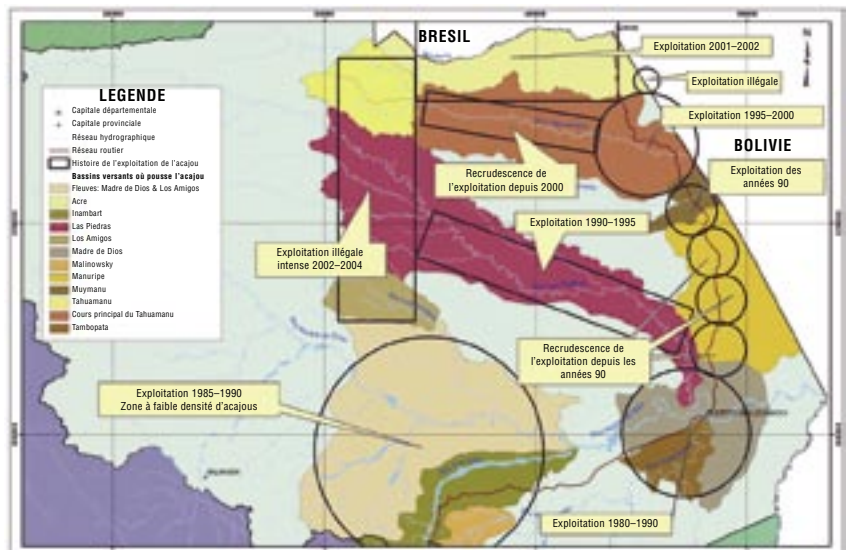 BRESIL
Exploitation 2001–2002
Exploitation illégale
Exploitation 1995–2000
BOLIVIE
Exploitation des
années 90
LEGENDE
Capitale départementale
Capitale provinciale
Réseau hydrographique
Réseau routier
Histoire de l'exploitation de l'acajou
Bassins versants où pousse l'acajou
Fleuves: Madre de Dios & Los Amigos
Acre
Inambart
Las Piedras
Los Amigos
Madre de Dios
Malinowsky
Manuripe
Muymanu
Tahuamanu
Cours principal du Tahuamanu
Tambopata
Recrudescence de
l'exploitation depuis 2000
Exploitation 1990–1995
Exploitation illégale
intense 2002–2004
Recrudescence de
l'exploitation depuis les
années 90
Exploitation 1985–1990
Zone à faible densité d'acajous
Exploitation 1980–1990